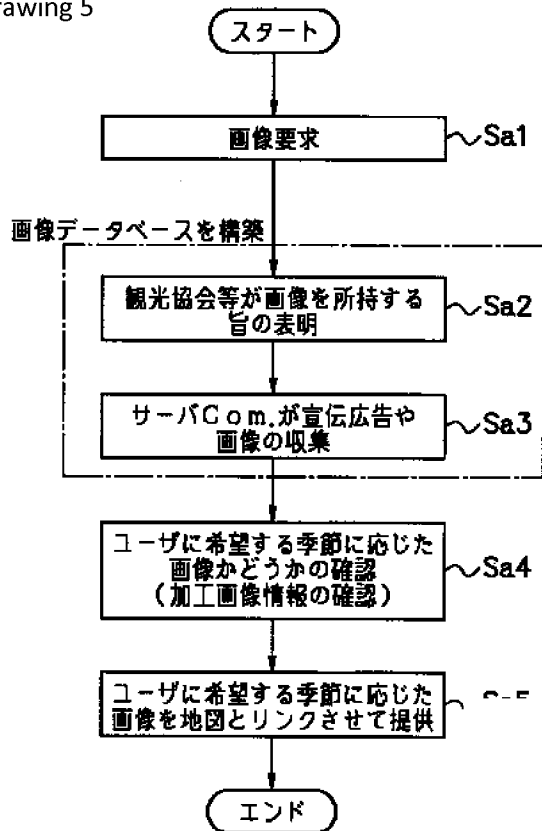 rawing 5
スタート
画像要求
Sa1
画像データベースを構築
観光協会等が画像を所持する
旨の表明
Sa2
サーバCom.が宣伝広告や
画像の収集
Sa3
ユーザに希望する季節に応じた
画像かどうかの確認
(加工画像情報の確認)
Sa4
ユーザに希望する季節に応じた
画像を地図とリンクさせて提供
エンド